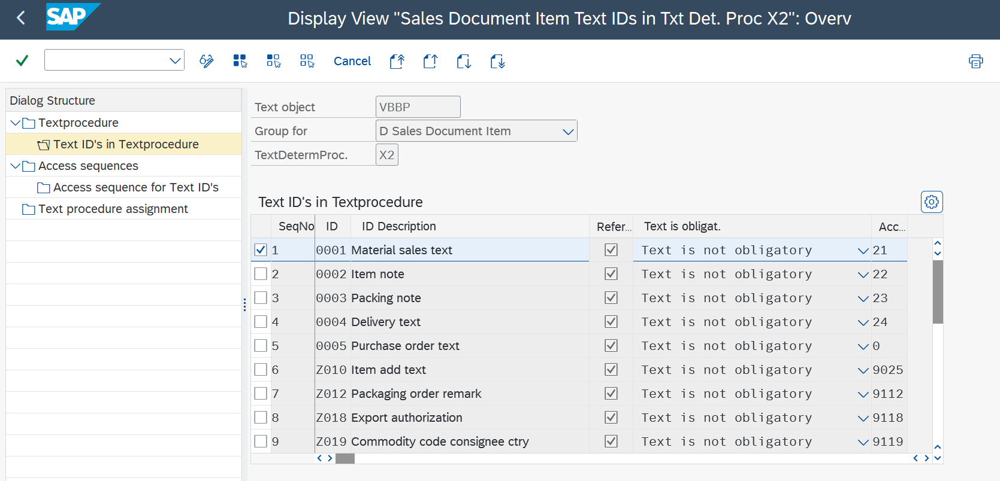 SAP
Display View "Sales Document Item Text IDs in Txt Det. Proc X2": Overv
Cancel
Dialog Structure
Textprocedure
Text ID's in Textprocedure
Access sequences
Access sequence for Text ID's
Text procedure assignment
Text object VBBP
Group for D Sales Document Item
TextDetermProc. X2
Text ID's in Textprocedure
SeqNo ID ID Description Refer... Text is obligat. Acc...
1 0001 Material sales text Text is not obligatory 21
2 0002 Item note Text is not obligatory 22
3 0003 Packing note Text is not obligatory 23
4 0004 Delivery text Text is not obligatory 24
5 0005 Purchase order text Text is not obligatory 0
6 Z010 Item add text Text is not obligatory 9025
7 Z012 Packaging order remark Text is not obligatory 9112
8 Z018 Export authorization Text is not obligatory 9118
9 Z019 Commodity code consignee ctry Text is not obligatory 9119